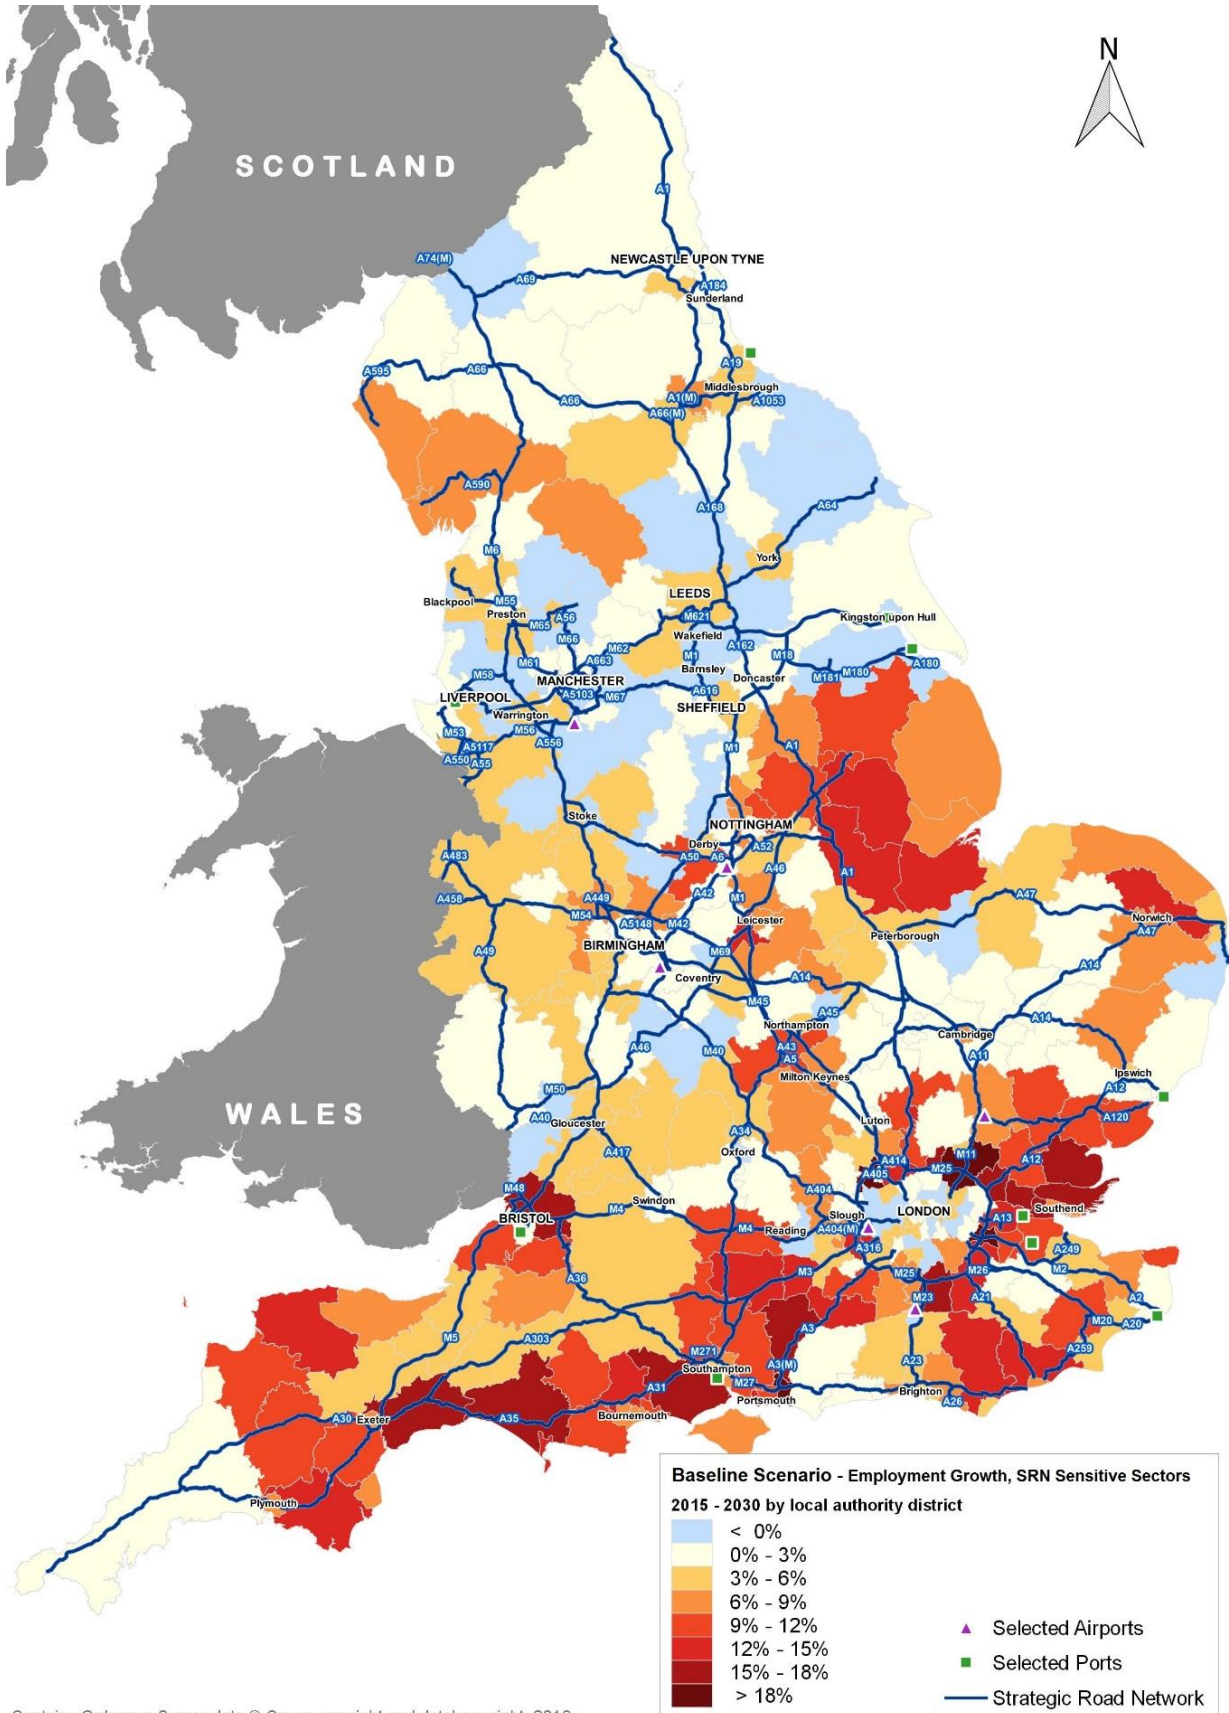 N
SCOTLAND
A1
A74(M)
A69
NEWCASTLE UPON TYNE
A184
Sunderland
A595
A66
A19
A66
A1(M)
Middlesbrough
A1053
A66(M)
A590
A168
A64
M6
York
Blackpool
M55
LEEDS
Preston
M65
A56
M621
Kingston upon Hull
M66
Wakefield
M62
A162
M61
A663
M1
Barnsley
M18
M58
MANCHESTER
Doncaster
M181
M180
A180
LIVERPOOL
A5103
M67
A616
SHEFFIELD
Warrington
M53
M56
A556
A5117
M1
A1
A550
A55
Stoke
NOTTINGHAM
Derby
A52
A483
A50
A6
A46
A1
A458
A449
A42
M1
A47
M54
A5148
M42
Leicester
Norwich
BIRMINGHAM
Peterborough
A47
A49
M69
A14
Coventry
A14
M45
A45
A14
Northampton
Cambridge
A46
M40
A43
A5
A11
Milton Keynes
Ipswich
M50
A12
WALES
A40
Gloucester
Luton
A120
A34
A417
Oxford
A414
M11
A12
A405
M25
M48
Swindon
A404
BRISTOL
M4
Slough
LONDON
Southend
M4
Reading
A404(M)
A13
A316
A249
A36
M3
M25
M26
M2
M23
A21
A2
M5
A303
A3
M20
A20
M271
A259
Southampton
A3(M)
A23
A31
M27
Brighton
A30
Exeter
A35
Bournemouth
Portsmouth
A26
Plymouth
Baseline Scenario - Employment Growth, SRN Sensitive Sectors
2015 - 2030 by local authority district
< 0%
0% - 3%
3% - 6%
6% - 9%
9% - 12%
12% - 15%
15% - 18%
> 18%
Selected Airports
Selected Ports
Strategic Road Network